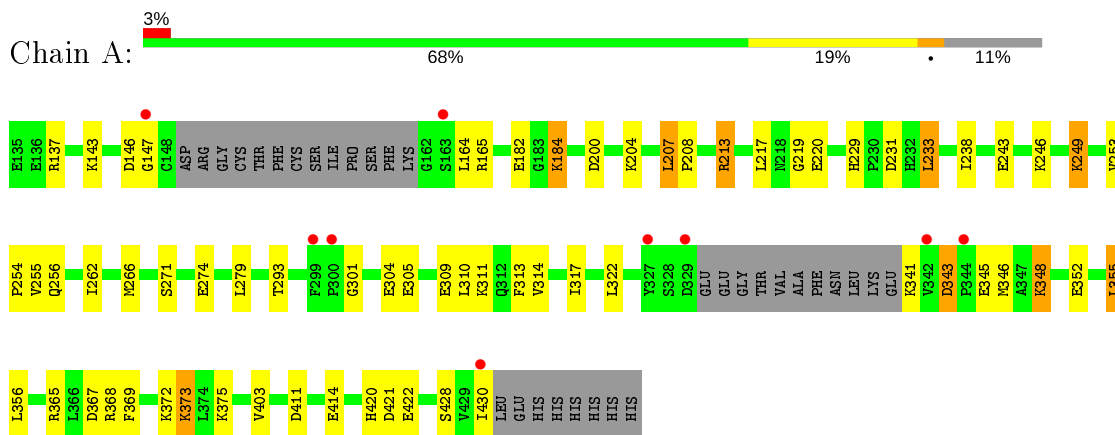 3%
Chain A:
68% 19% • 11%
E135 E136 R137 K143 D146 G147 C148 ASP ARG GLY CYS THR PHE CYS SER ILE PRO SER PHE LYS G162 S163 L164 R165 E182 G183 K184 D200 K204 L207 P208 R213 L217 N218 G219 E220 H229 P230 D231 H232 L233 I238 E243 K246 K249
P254 V255 Q256 I262 M266 S271 E274 L279 T293 F299 P300 G301 E304 E305 E309 L310 K311 Q312 F313 V314 I317 L322 Y327 S328 D329 GLU GLU GLY THR VAL ALA PHE ASN LEU LYS GLU K341 V342 D343 P344 E345 M346 A347 K348 E352 L355
L356 R365 L366 D367 R368 F369 K372 K373 L374 K375 V403 D411 E414 H420 D421 E422 S428 V429 I430 LEU GLU HIS HIS HIS HIS HIS HIS